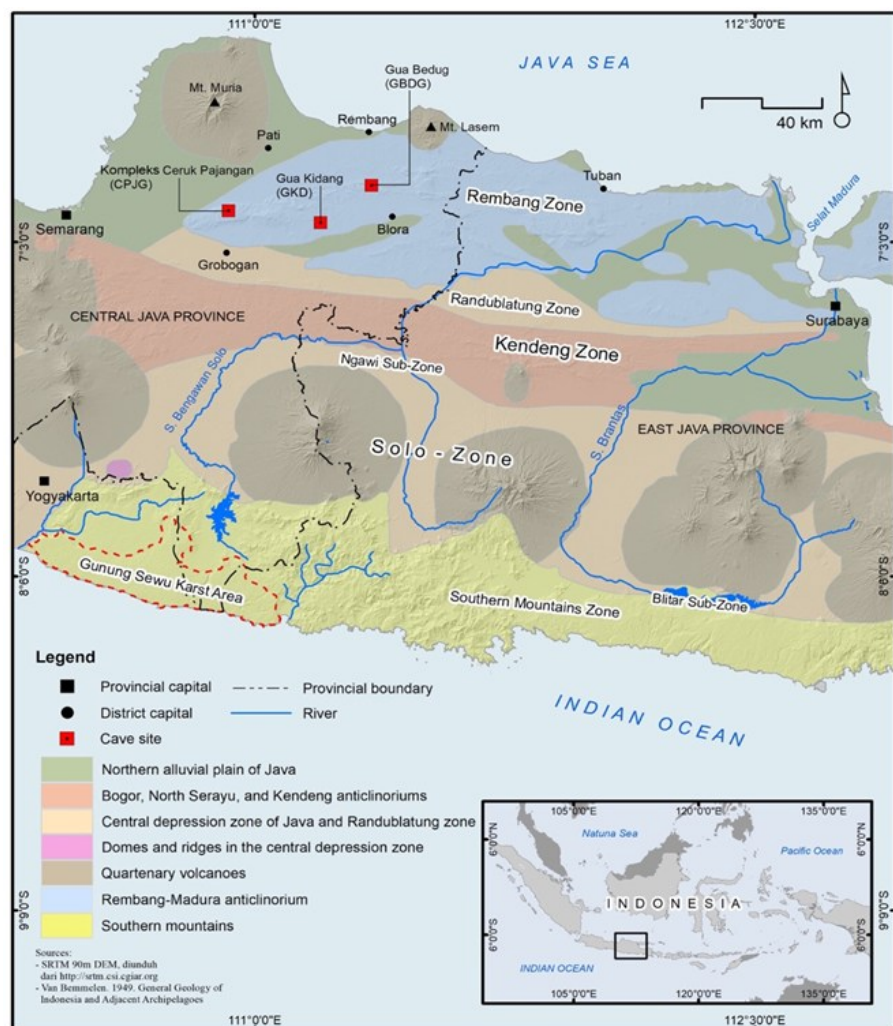 111°0'0"E
112°30'0"E
JAVA SEA
Gua Bedug
(GBDG)
Mt. Muria
40 km
Rembang
Mt. Lasem
Pati
Kompleks
Ceruk Pajangan
(CPJG)
Gua Kidang
(GKD)
Tuban
Rembang Zone
Selat Madura
Semarang
Blora
7°3'0"S
7°3'0"S
Grobogan
Randublatung Zone
CENTRAL JAVA
PROVINCE
Surabaya
Kendeng Zone
Ngawi Sub-Zone
S. Bengawan Solo
S. Brantas
EAST JAVA PROVINCE
Solo - Zone
Yogyakarta
8°6'0"S
8°6'0"S
Gunung Sewu Karst Area
Southern Mountains Zone
Blitar Sub-Zone
INDIAN OCEAN
Legend
Provincial capital
Provincial boundary
District capital
River
Cave site
Northern alluvial plain of Java
Bogor, North Serayu, and Kendeng anticlinoriums
Central depression zone of Java and Randublatung zone
Domes and ridges in the central depression zone
Quartenary volcanoes
Rembang-Madura anticlinorium
Southern mountains
Sources:
- SRTM 90m DEM, diunduh
dari http://srtm.csi.cgiar.org
- Van Bemmelen. 1949. General Geology of
Indonesia and Adjacent Archipelagoes
9°9'0"S
9°9'0"S
105°0'0"E
120°0'0"E
135°0'0"E
6°0'0"N
6°0'0"N
Natuna Sea
Pacific Ocean
INDONESIA
6°0'0"S
6°0'0"S
INDIAN OCEAN
105°0'0"E
120°0'0"E
135°0'0"E
111°0'0"E
112°30'0"E